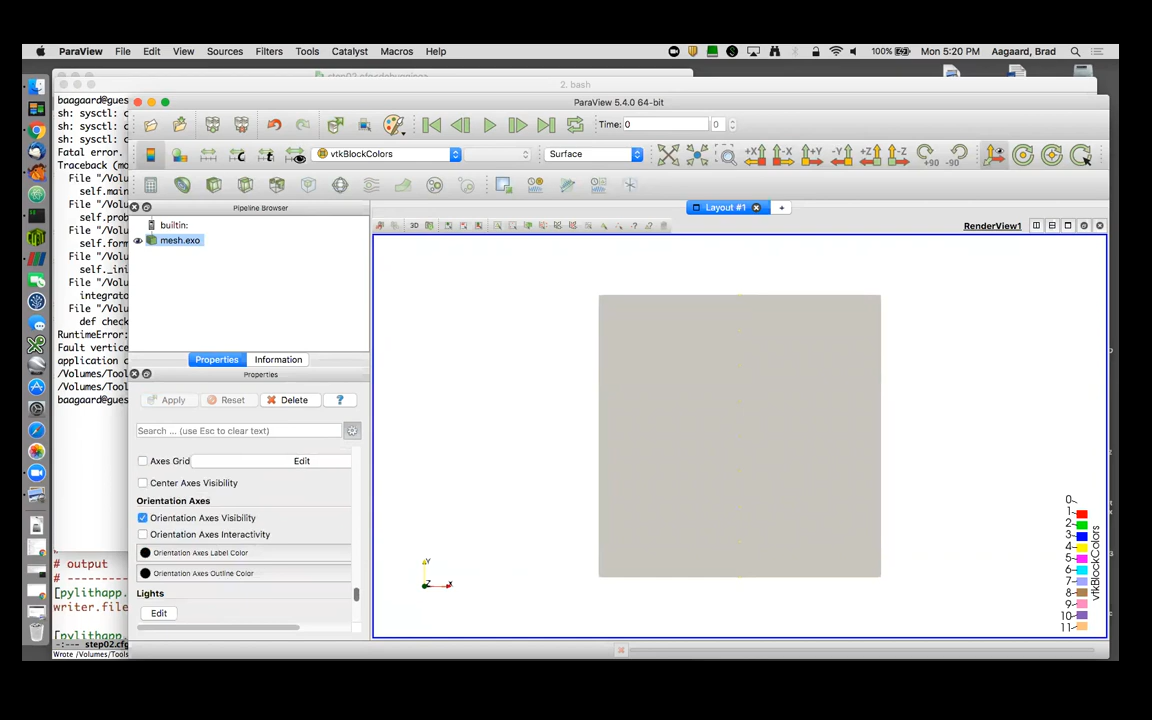 ParaView File Edit View Sources Filters Tools Catalyst Macros Help 100% Mon 5:20 PM Aagaard, Brad
2. bash
ParaView 5.4.0 64-bit
baagaard@gues
sh: sysctl: c
sh: sysctl: c
sh: sysctl: c
Fatal error.
Traceback (mo
File "/Volu
self.main
File "/Volu
self.prob
File "/Volu
self.form
File "/Volu
self._ini
File "/Volu
integrato
File "/Volu
def check
RuntimeError:
Fault vertice
application c
/Volumes/Tool
/Volumes/Tool
baagaard@gues
Time: 0 0
vtkBlockColors Surface
+X -X +Y -Y +Z -Z +90 -90
Pipeline Browser
builtin:
mesh.exo
Layout #1 +
3D RenderView1
Properties Information
Properties
Apply Reset Delete ?
Search ... (use Esc to clear text)
Axes Grid Edit
Center Axes Visibility
Orientation Axes
Orientation Axes Visibility
Orientation Axes Interactivity
Orientation Axes Label Color
Orientation Axes Outline Color
Lights
Edit
Y
Z X
0
1
2
3
4
5
6
7
8
9
10
11
vtkBlockColors
# output
# ---------
[pylithapp.
writer.file
[pylithapp.
-:--- step02.cfg
Wrote /Volumes/Tools